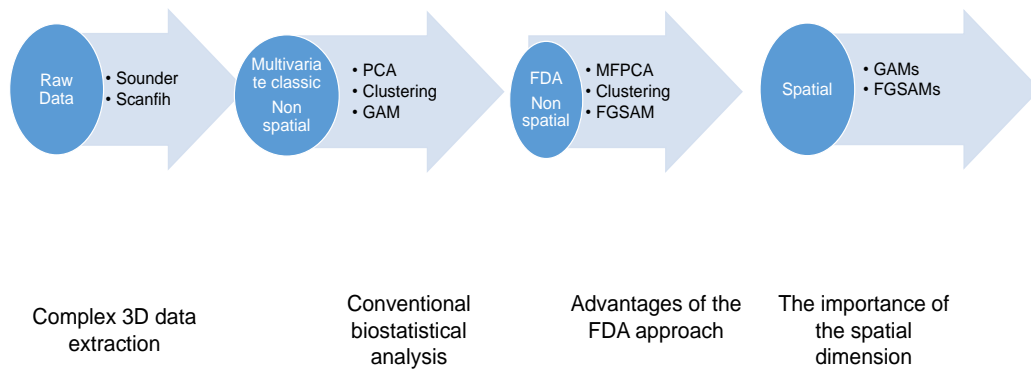 Raw
Data
• Sounder
• Scanfih
Multivaria
te classic
Non
spatial
• PCA
• Clustering
• GAM
FDA
Non
spatial
• MFPCA
• Clustering
• FGSAM
Spatial
• GAMs
• FGSAMs
Complex 3D data
extraction
Conventional
biostatistical
analysis
Advantages of the
FDA approach
The importance of
the spatial
dimension